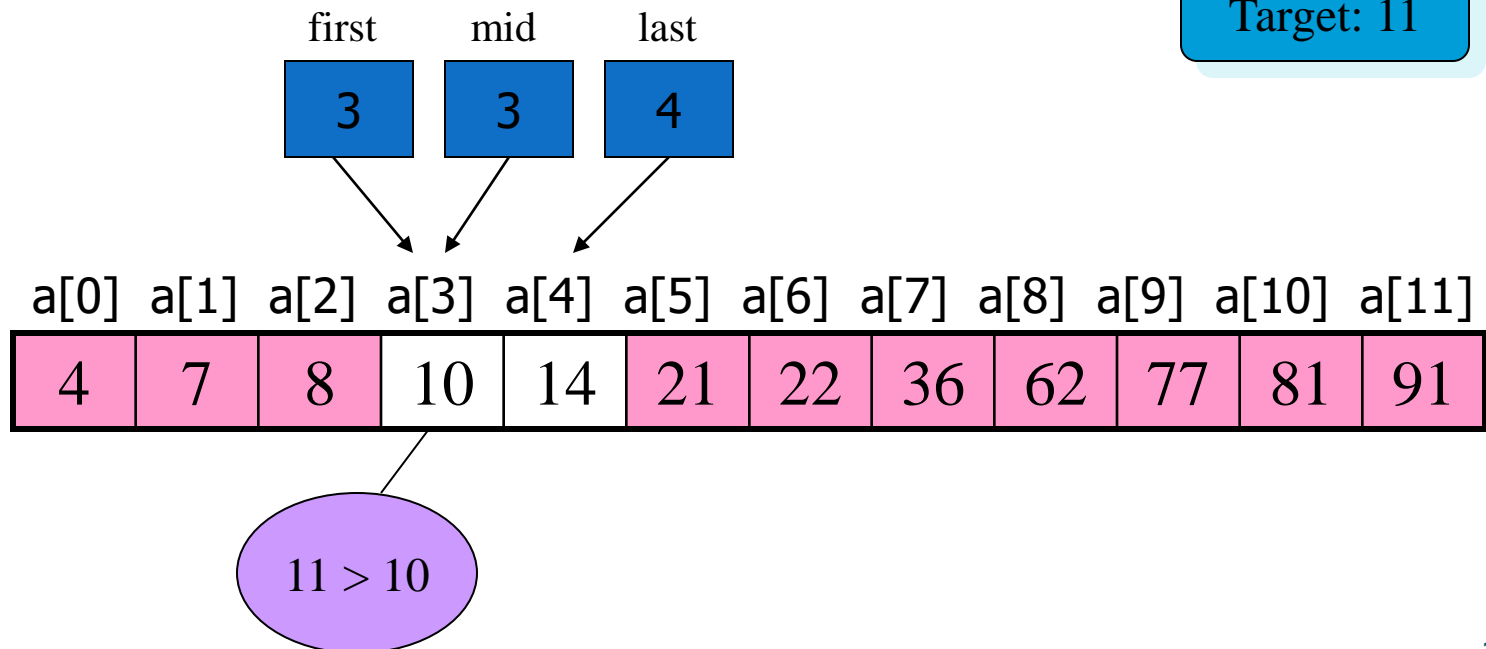 Target: 11
first mid last
3 3 4
a[0] a[1] a[2] a[3] a[4] a[5] a[6] a[7] a[8] a[9] a[10] a[11]
4 7 8 10 14 21 22 36 62 77 81 91
11 > 10